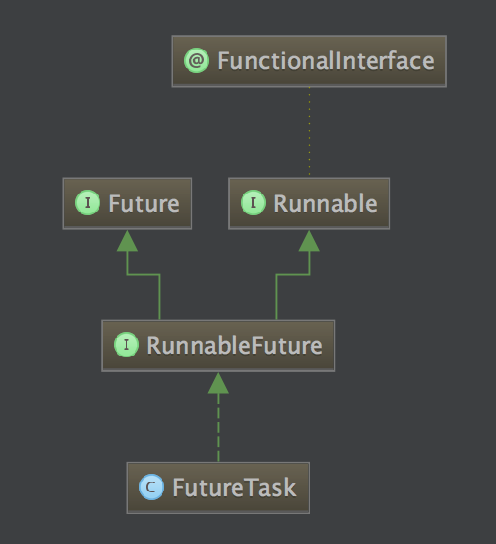 @ FunctionalInterface
I Future
I Runnable
I RunnableFuture
C FutureTask